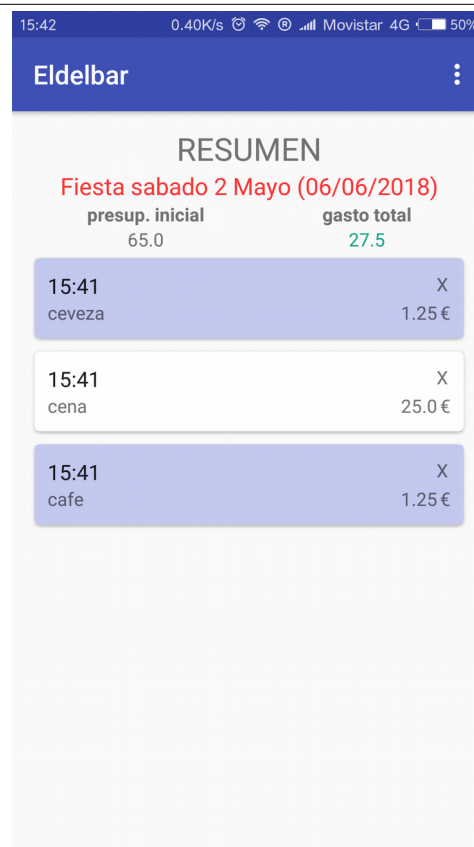 15:42 0.40K/s ® Movistar 4G 50%
Eldelbar
RESUMEN
Fiesta sabado 2 Mayo (06/06/2018)
presup. inicial gasto total
65.0 27.5
15:41 X
ceveza 1.25 €
15:41 X
cena 25.0 €
15:41 X
cafe 1.25 €